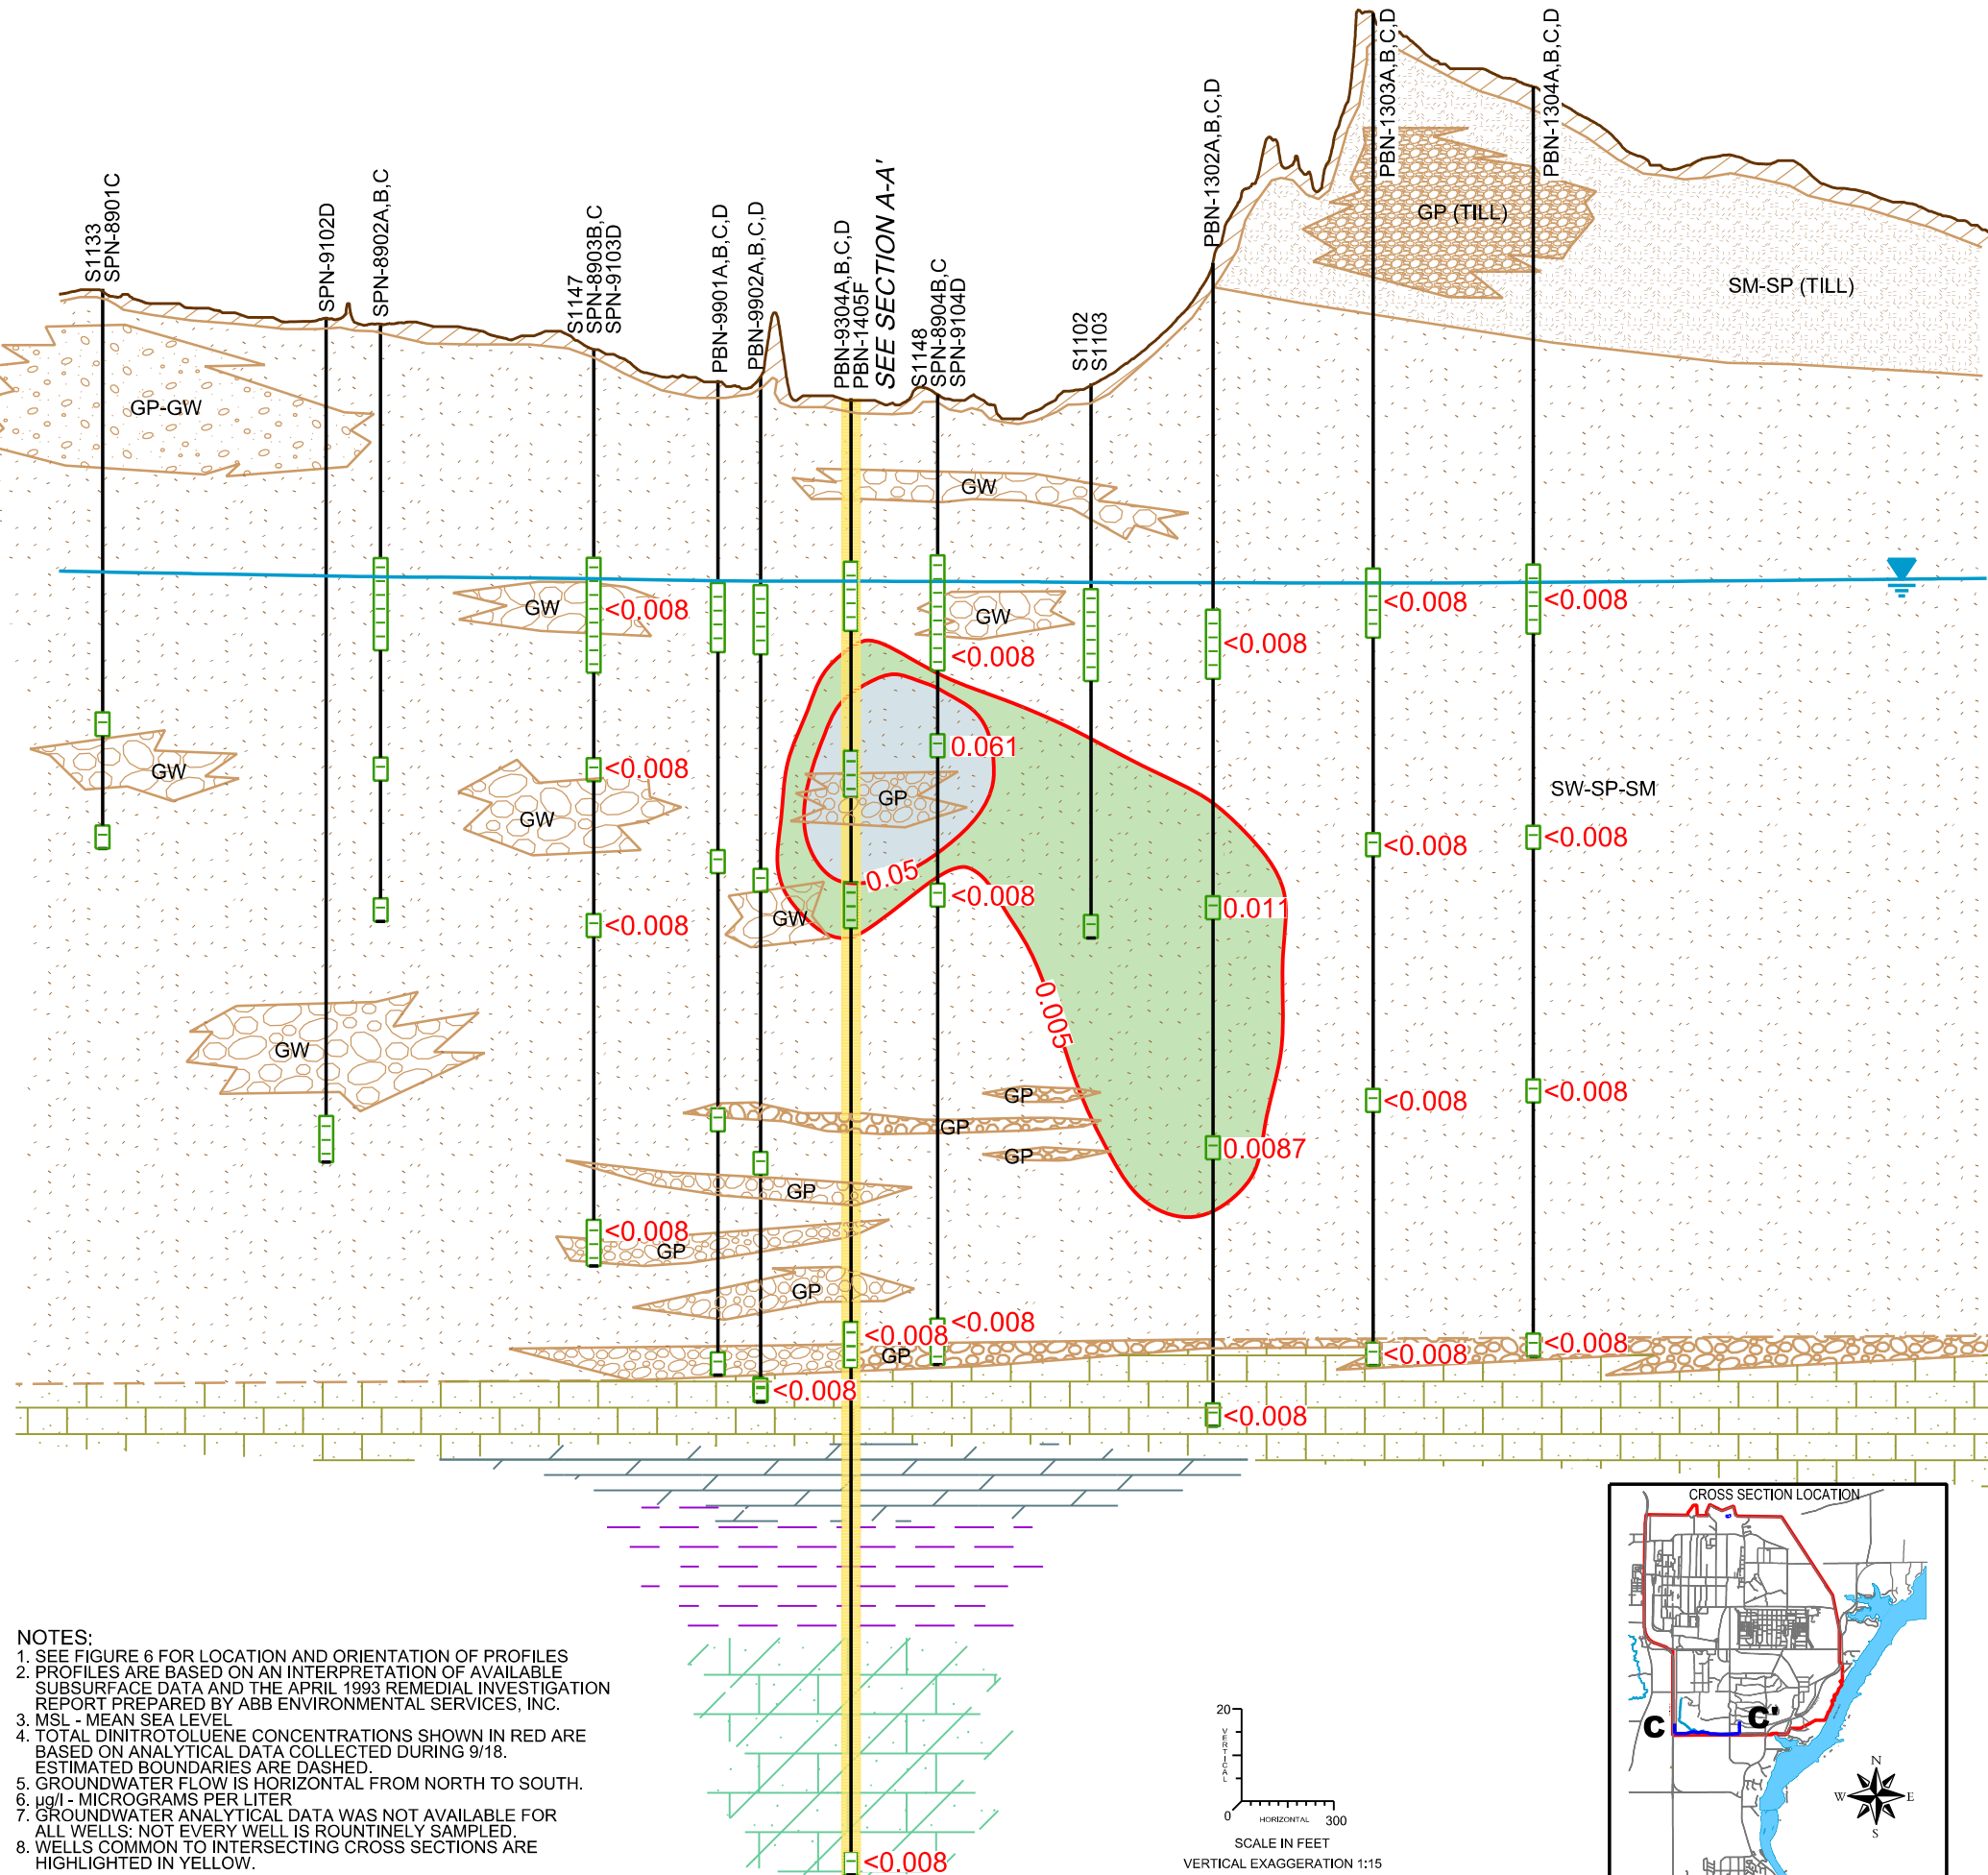 S1133
SPN-8901C
SPN-9102D
SPN-8902A,B,C
S1147
SPN-8903B,C
SPN-9103D
PBN-9901A,B,C,D
PBN-9902A,B,C,D
PBN-9304A,B,C,D
PBN-1405F
SEE SECTION A-A'
S1148
SPN-8904B,C
SPN-9104D
S1102
S1103
PBN-1302A,B,C,D
PBN-1303A,B,C,D
PBN-1304A,B,C,D
GP (TILL)
SM-SP (TILL)
GP-GW
GW
GW
<0.008
GW
<0.008
<0.008
<0.008
<0.008
0.061
GW
<0.008
GW
GP
SW-SP-SM
<0.008
<0.008
0.05
<0.008
0.011
GW
<0.008
0.005
GW
GP
<0.008
<0.008
GP
GP
0.0087
GP
<0.008
GP
GP
<0.008
<0.008
GP
<0.008
<0.008
<0.008
<0.008
<0.008
NOTES:
1. SEE FIGURE 6 FOR LOCATION AND ORIENTATION OF PROFILES
2. PROFILES ARE BASED ON AN INTERPRETATION OF AVAILABLE
SUBSURFACE DATA AND THE APRIL 1993 REMEDIAL INVESTIGATION
REPORT PREPARED BY ABB ENVIRONMENTAL SERVICES, INC.
3. MSL - MEAN SEA LEVEL
4. TOTAL DINITROTOLUENE CONCENTRATIONS SHOWN IN RED ARE
BASED ON ANALYTICAL DATA COLLECTED DURING 9/18.
ESTIMATED BOUNDARIES ARE DASHED.
5. GROUNDWATER FLOW IS HORIZONTAL FROM NORTH TO SOUTH.
6. µg/l - MICROGRAMS PER LITER
7. GROUNDWATER ANALYTICAL DATA WAS NOT AVAILABLE FOR
ALL WELLS: NOT EVERY WELL IS ROUNTINELY SAMPLED.
8. WELLS COMMON TO INTERSECTING CROSS SECTIONS ARE
HIGHLIGHTED IN YELLOW.
20
VERTICAL
0
HORIZONTAL
300
SCALE IN FEET
VERTICAL EXAGGERATION 1:15
CROSS SECTION LOCATION
C
C'
N
W
E
S